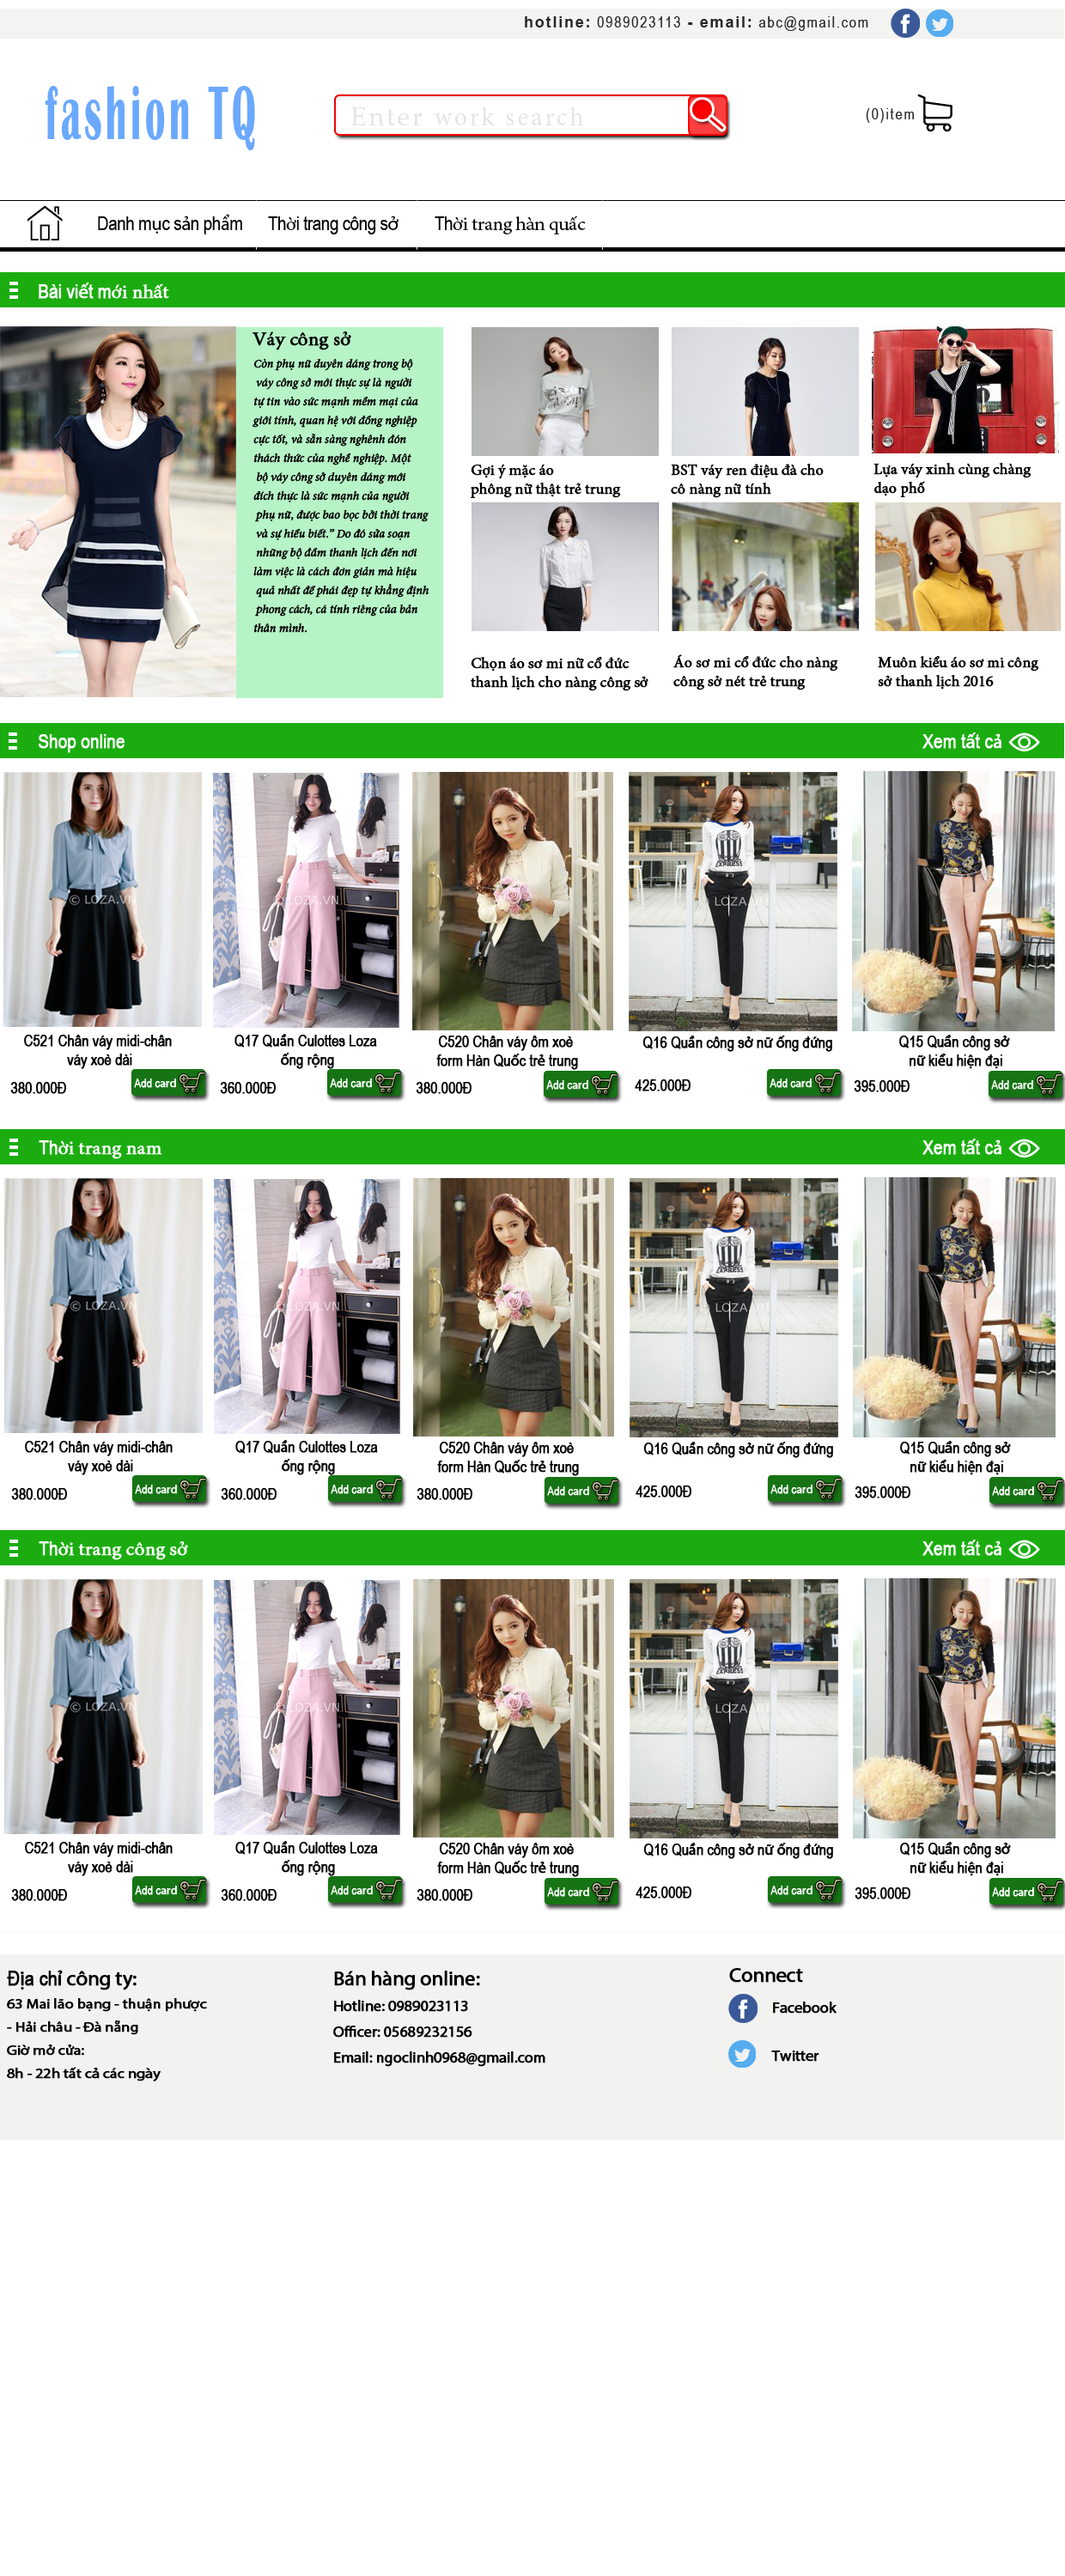 hotline: 0989023113 - email: abc@gmail.com
fashion TQ
Enter work search
(0)item
Danh mục sản phẩm
Thời trang công sở
Thời trang hàn quấc
Bài viết mới nhất
Váy công sở
Còn phụ nữ duyên dáng trong bộ
váy công sở mới thực sự là người
tự tin vào sức mạnh mềm mại của
giới tính, quan hệ với đồng nghiệp
cực tốt, và sẵn sàng nghênh đón
thách thức của nghề nghiệp. Một
bộ váy công sở duyên dáng mới
đích thực là sức mạnh của người
phụ nữ, được bao bọc bởi thời trang
và sự hiểu biết.” Do đó sửa soạn
những bộ đầm thanh lịch đến nơi
làm việc là cách đơn giản mà hiệu
quả nhất để phái đẹp tự khẳng định
phong cách, cá tính riêng của bản
thân mình.
Gợi ý mặc áo
phông nữ thật trẻ trung
BST váy ren điệu đà cho
cô nàng nữ tính
Lựa váy xinh cùng chàng
dạo phố
Chọn áo sơ mi nữ cổ đức
thanh lịch cho nàng công sở
Áo sơ mi cổ đức cho nàng
công sở nét trẻ trung
Muôn kiểu áo sơ mi công
sở thanh lịch 2016
Shop online
Xem tất cả
© LOZA.VN
© LOZA.VN
EXPRESS
© LOZA.VN
C521 Chân váy midi-chân
váy xoè dài
380.000Đ
Add card
Q17 Quần Culottes Loza
ống rộng
360.000Đ
Add card
C520 Chân váy ôm xoè
form Hàn Quốc trẻ trung
380.000Đ
Add card
Q16 Quần công sở nữ ống đứng
425.000Đ
Add card
Q15 Quần công sở
nữ kiểu hiện đại
395.000Đ
Add card
Thời trang nam
Xem tất cả
© LOZA.VN
© LOZA.VN
EXPRESS
© LOZA.VN
C521 Chân váy midi-chân
váy xoè dài
380.000Đ
Add card
Q17 Quần Culottes Loza
ống rộng
360.000Đ
Add card
C520 Chân váy ôm xoè
form Hàn Quốc trẻ trung
380.000Đ
Add card
Q16 Quần công sở nữ ống đứng
425.000Đ
Add card
Q15 Quần công sở
nữ kiểu hiện đại
395.000Đ
Add card
Thời trang công sở
Xem tất cả
© LOZA.VN
© LOZA.VN
EXPRESS
© LOZA.VN
C521 Chân váy midi-chân
váy xoè dài
380.000Đ
Add card
Q17 Quần Culottes Loza
ống rộng
360.000Đ
Add card
C520 Chân váy ôm xoè
form Hàn Quốc trẻ trung
380.000Đ
Add card
Q16 Quần công sở nữ ống đứng
425.000Đ
Add card
Q15 Quần công sở
nữ kiểu hiện đại
395.000Đ
Add card
Địa chỉ công ty:
63 Mai lão bạng - thuận phược
- Hải châu - Đà nẵng
Giờ mở cửa:
8h - 22h tất cả các ngày
Bán hàng online:
Hotline: 0989023113
Officer: 05689232156
Email: ngoclinh0968@gmail.com
Connect
Facebook
Twitter